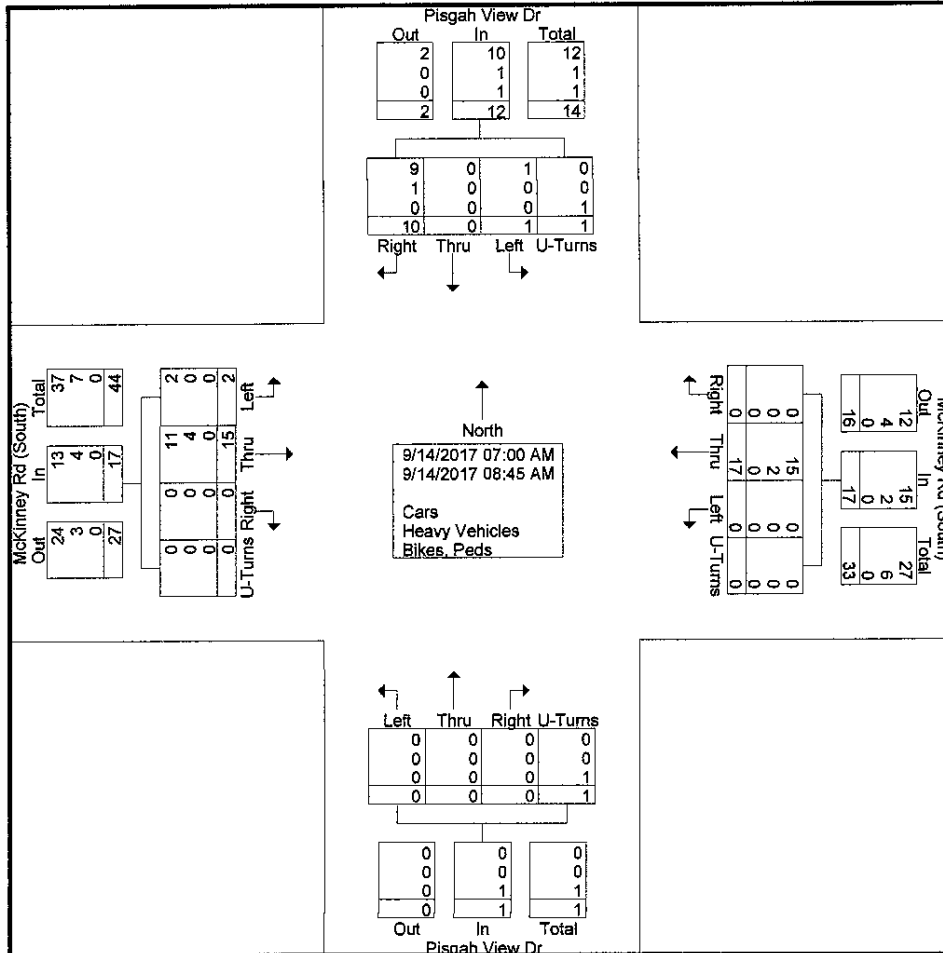 Pisgah View Dr
Out In Total
2 10 12
0 1 1
0 1 1
2 12 14
9 0 1 0
1 0 0 0
0 0 0 1
10 0 1 1
Right Thru Left U-Turns
McKinney Rd (South)
Total In Out
37 7 0 44
13 4 0 17
24 3 0 27
2 0 0 2 Left
11 4 0 15 Thru
0 0 0 0 Right
0 0 0 0 U-Turns
North
9/14/2017 07:00 AM
9/14/2017 08:45 AM
Cars
Heavy Vehicles
Bikes, Peds
Right 0 0 0 0
Thru 17 0 2 15
Left 0 0 0 0
U-Turns 0 0 0 0
16 0 4 12
17 0 2 15
33 0 6 27
Out In Total
McKinney Rd (South)
Left Thru Right U-Turns
0 0 0 0
0 0 0 0
0 0 0 1
0 0 0 1
0 0 0
0 0 0
0 1 1
0 1 1
Out In Total
Pisgah View Dr